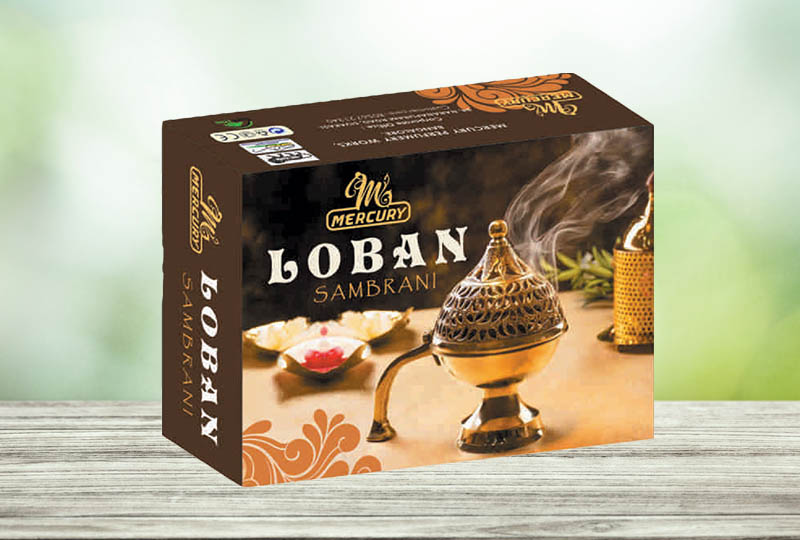 M's
MERCURY
MERCURY PERFUMERY WORKS,
BANGALORE.
M's
MERCURY
LOBAN
SAMBRANI
M's
MERCURY
LOBAN
SAMBRANI